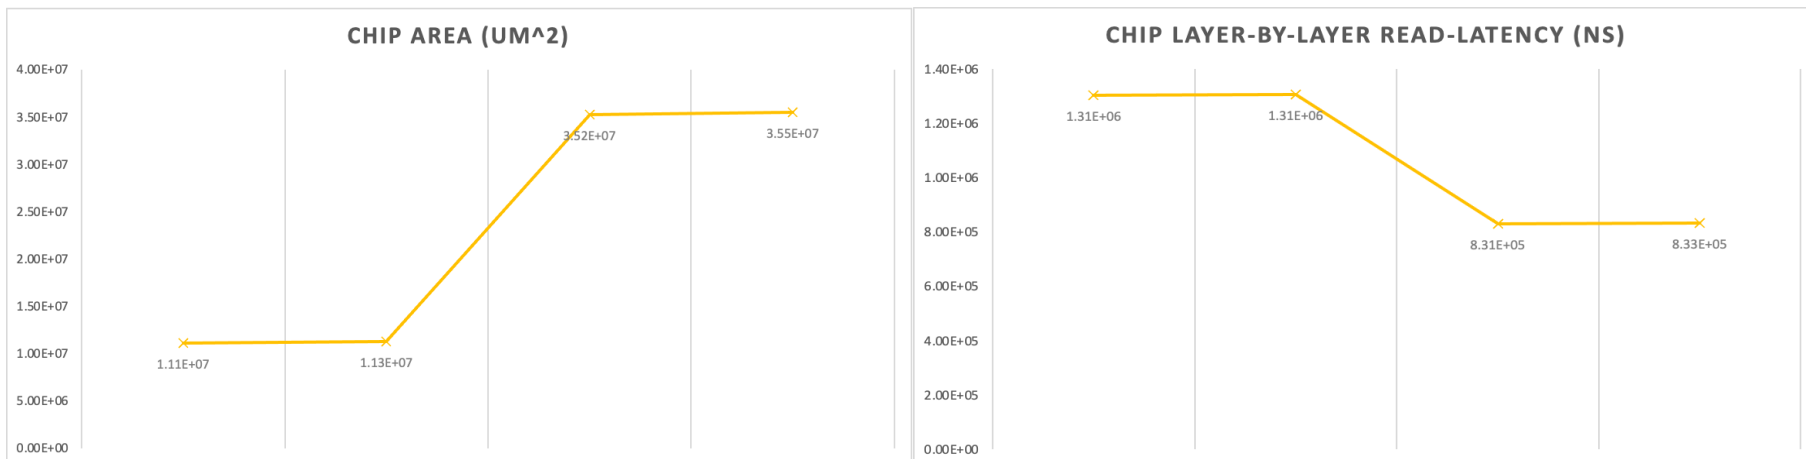 CHIP AREA (UM^2)
4.00E+07
3.50E+07
3.00E+07
2.50E+07
2.00E+07
1.50E+07
1.00E+07
5.00E+06
0.00E+00
1.11E+07
1.13E+07
3.52E+07
3.55E+07
CHIP LAYER-BY-LAYER READ-LATENCY (NS)
1.40E+06
1.20E+06
1.00E+06
8.00E+05
6.00E+05
4.00E+05
2.00E+05
0.00E+00
1.31E+06
1.31E+06
8.31E+05
8.33E+05